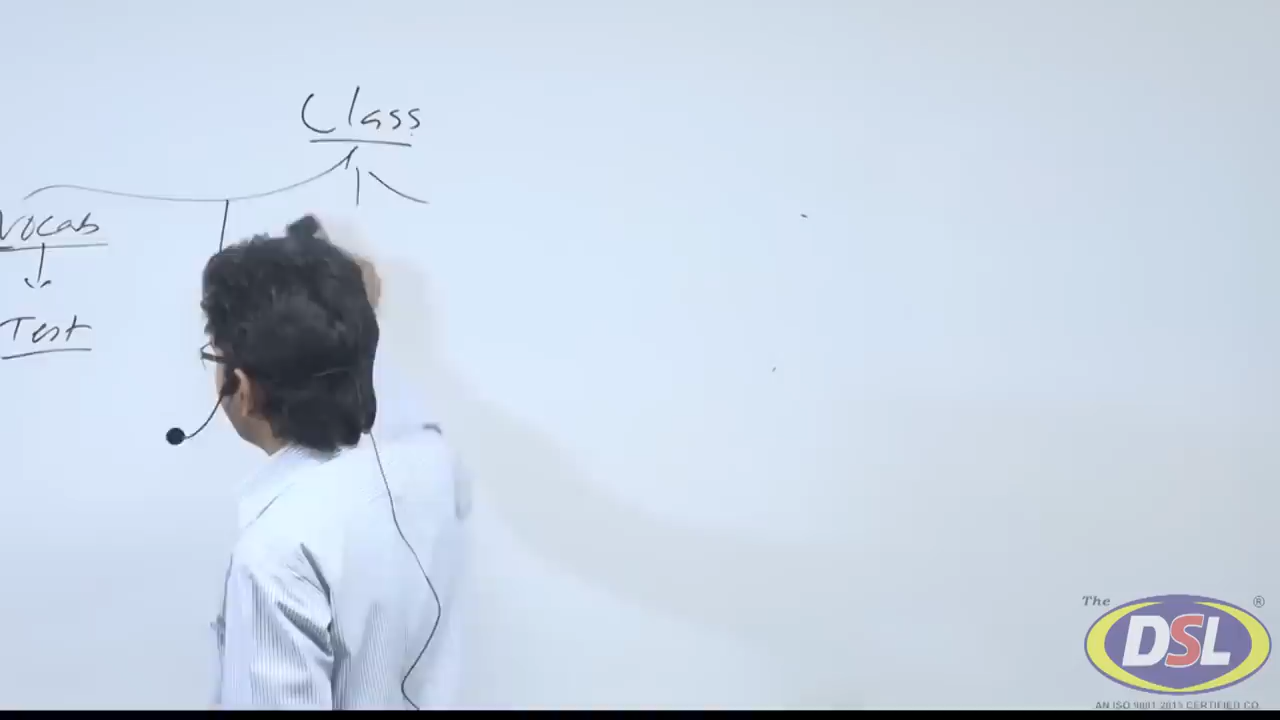 Class
Vocab
Test
The
DSL
®
AN ISO 9001:2015 CERTIFIED CO.